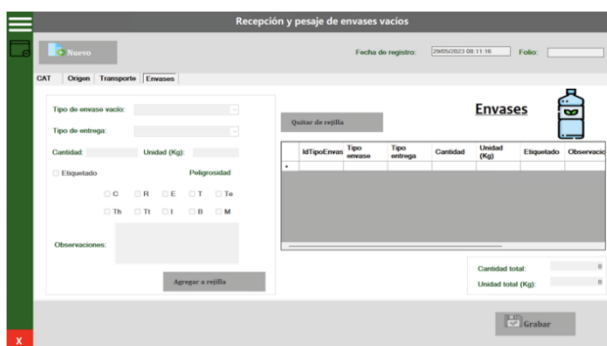 Recepción y pesaje de envases vacíos
Nuevo
Fecha de registro: 29/05/2023 08:11:16 Folio:
CAT Origen Transporte Envases
Tipo de envase vacío:
Tipo de entrega:
Cantidad: Unidad (Kg):
Etiquetado Peligrosidad
C R E T Te
Th Tt I B M
Observaciones:
Agregar a rejilla
Envases
Quitar de rejilla
IdTipoEnvas Tipo envase Tipo entrega Cantidad Unidad (Kg) Etiquetado Observacio
Cantidad total: 0
Unidad total (Kg): 0
Grabar
X